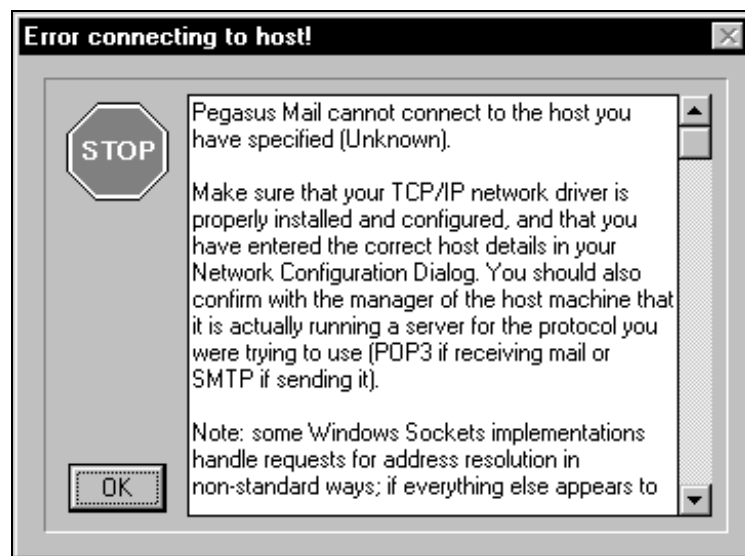 Error connecting to host!
STOP
Pegasus Mail cannot connect to the host you
have specified (Unknown).
Make sure that your TCP/IP network driver is
properly installed and configured, and that you
have entered the correct host details in your
Network Configuration Dialog. You should also
confirm with the manager of the host machine that
it is actually running a server for the protocol you
were trying to use (POP3 if receiving mail or
SMTP if sending it).
Note: some Windows Sockets implementations
handle requests for address resolution in
non-standard ways; if everything else appears to
OK